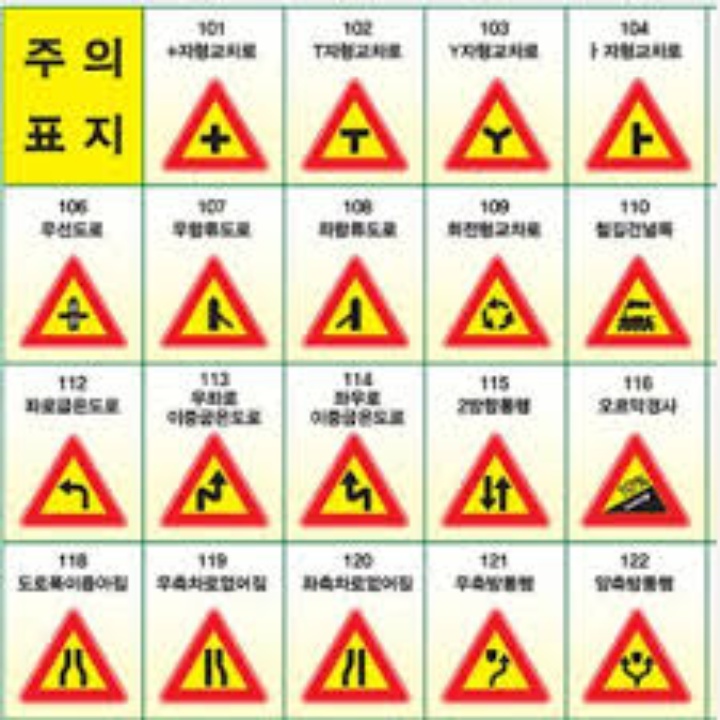 주의
표지
101
+자형교차로
102
T자형교차로
103
Y자형교차로
104
ㅏ자형교차로
106
우선도로
107
우합류도로
108
좌합류도로
109
회전형교차로
110
철길건널목
112
좌로굽은도로
113
우좌로
이중굽은도로
114
좌우로
이중굽은도로
115
2방향통행
116
오르막경사
10%
118
도로폭이좁아짐
119
우측차로없어짐
120
좌측차로없어짐
121
우측방통행
122
양측방통행